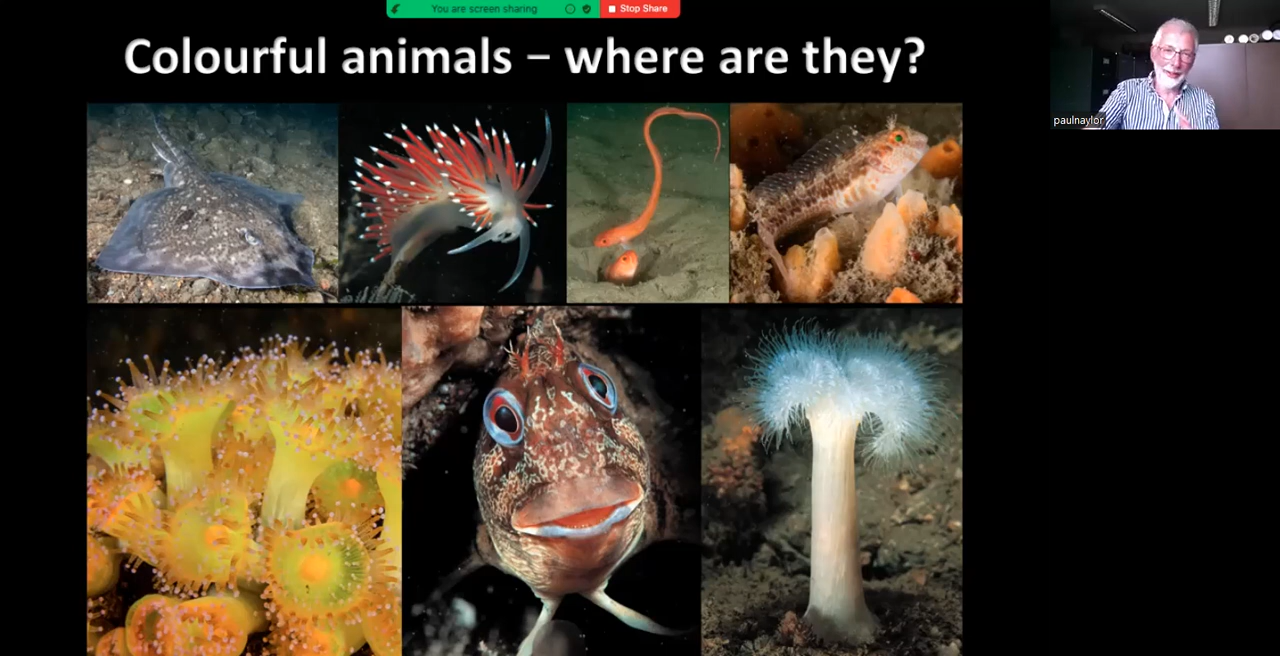 You are screen sharing
Stop Share
Colourful animals – where are they?
paulnaylor